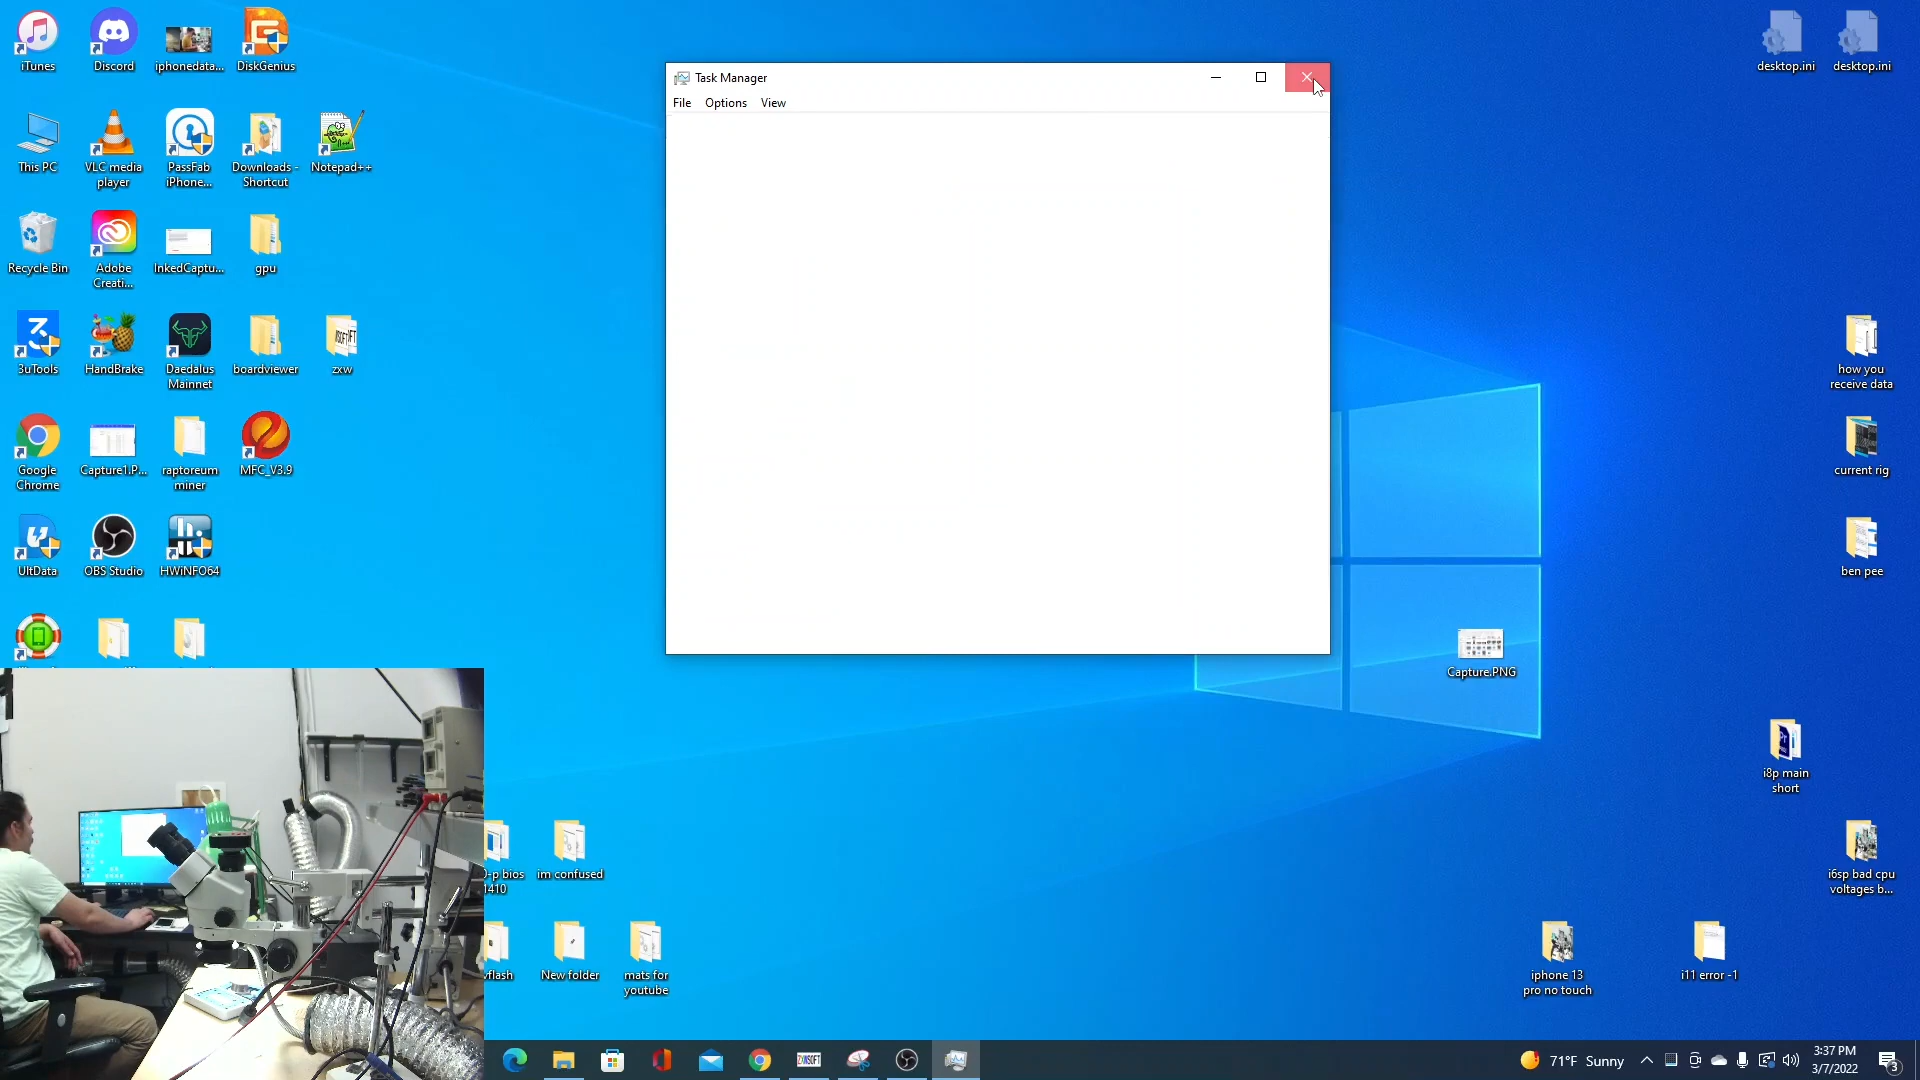 iTunes
Discord
iphonedata...
DiskGenius
desktop.ini
desktop.ini
Task Manager
File Options View
This PC
VLC media
player
PassFab
iPhone...
Downloads -
Shortcut
Notepad++
Recycle Bin
Adobe
Creati...
InkedCaptu...
gpu
3uTools
HandBrake
Daedalus
Mainnet
boardviewer
zxw
how you
receive data
Google
Chrome
Capture1.P...
raptoreum
miner
MFC_V3.9
current rig
UltData
OBS Studio
HWiNFO64
ben pee
Capture.PNG
i8p main
short
0-p bios
1410
im confused
i6sp bad cpu
voltages b...
vflash
New folder
mats for
youtube
iphone 13
pro no touch
i11 error -1
ZXWSOFT
71°F Sunny
3:37 PM
3/7/2022
3